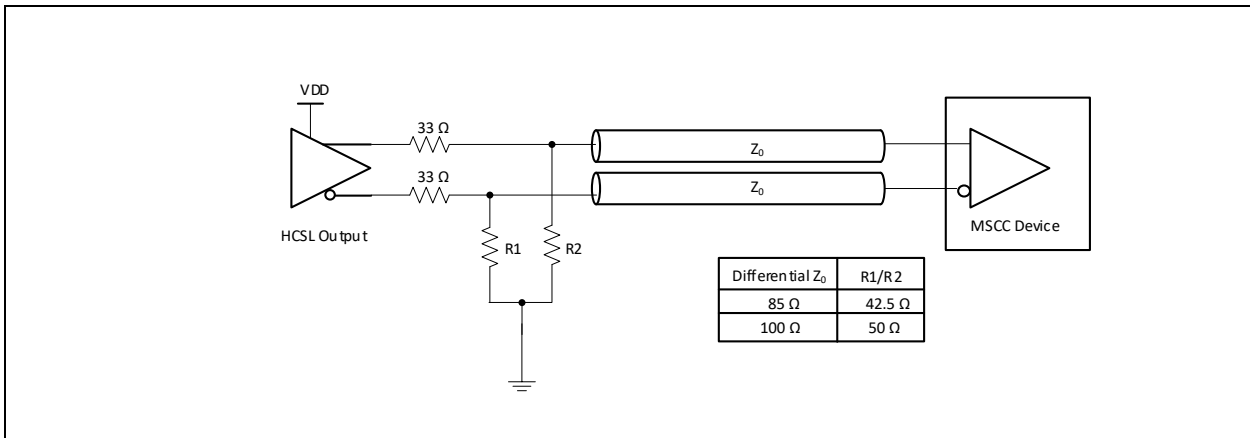 VDD
33 Ω
Z0
33 Ω
Z0
HCSL Output
R1
R2
MSCC Device
Differential Z0 R1/R2
85 Ω 42.5 Ω
100 Ω 50 Ω